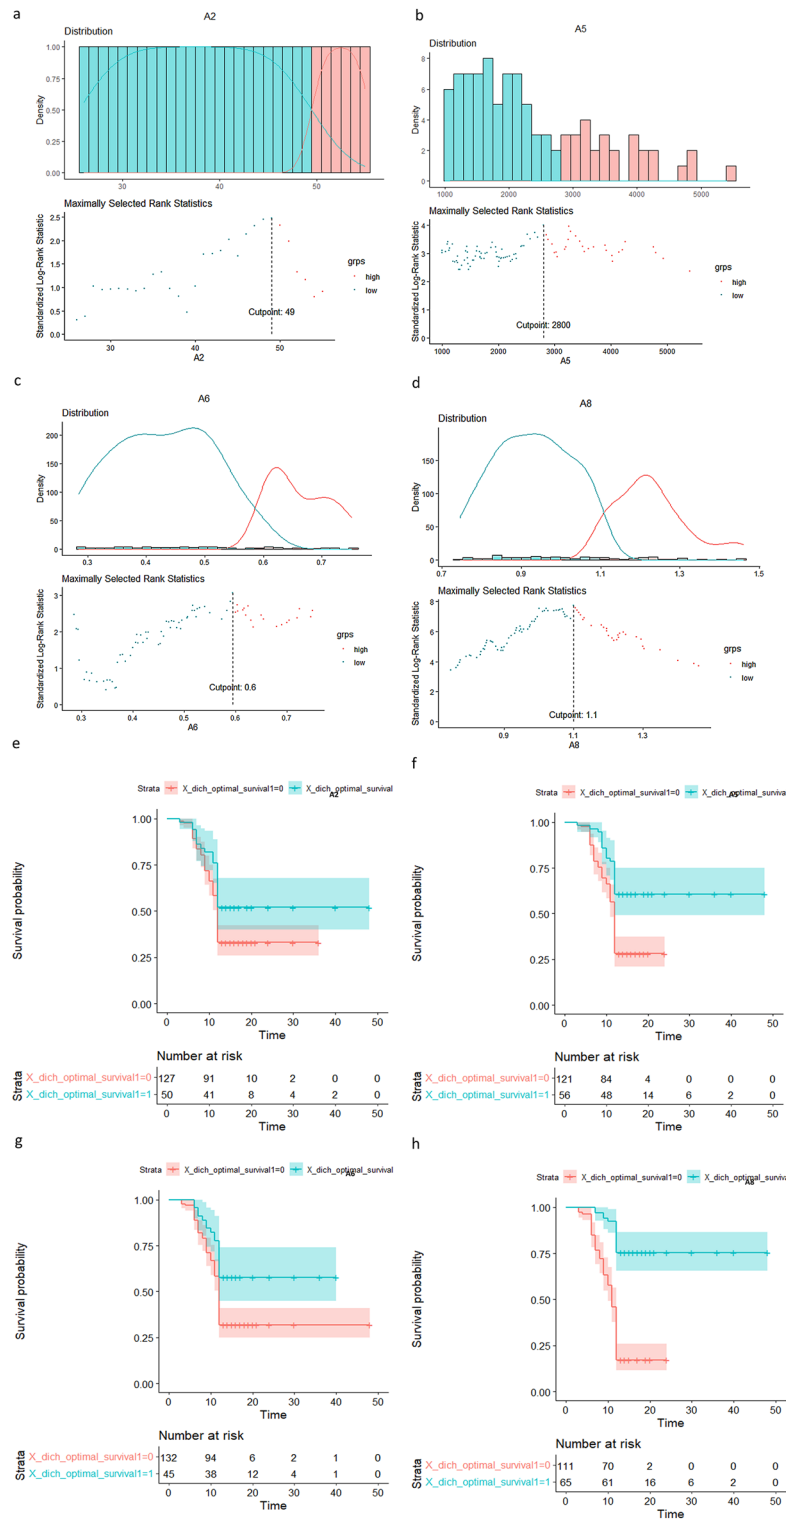 a
A2
Distribution
Density
1.00
0.75
0.50
0.25
0.00
30 40 50
Maximally Selected Rank Statistics
Standardized Log-Rank Statistic
2.5
2.0
1.5
1.0
0.5
0.0
Cutpoint: 49
grps
high
low
30 40 50
A2
b
A5
Distribution
Density
8
6
4
2
0
1000 2000 3000 4000 5000
Maximally Selected Rank Statistics
Standardized Log-Rank Statistic
4
3
2
1
0
Cutpoint: 2800
grps
high
low
1000 2000 3000 4000 5000
A5
c
A6
Distribution
Density
200
150
100
50
0
0.3 0.4 0.5 0.6 0.7
Maximally Selected Rank Statistics
Standardized Log-Rank Statistic
3
2
1
0
Cutpoint: 0.6
grps
high
low
0.3 0.4 0.5 0.6 0.7
A6
d
A8
Distribution
Density
150
100
50
0
0.7 0.9 1.1 1.3 1.5
Maximally Selected Rank Statistics
Standardized Log-Rank Statistic
8
6
4
2
0
Cutpoint: 1.1
grps
high
low
0.9 1.1 1.3
A8
e
Strata X_dich_optimal_survival1=0 X_dich_optimal_survival
A2
Survival probability
1.00
0.75
0.50
0.25
0.00
0 10 20 30 40 50
Time
Number at risk
Strata
X_dich_optimal_survival1=0 127 91 10 2 0 0
X_dich_optimal_survival1=1 50 41 8 4 2 0
0 10 20 30 40 50
Time
f
Strata X_dich_optimal_survival1=0 X_dich_optimal_surviva
A5
Survival probability
1.00
0.75
0.50
0.25
0.00
0 10 20 30 40 50
Time
Number at risk
Strata
X_dich_optimal_survival1=0 121 84 4 0 0 0
X_dich_optimal_survival1=1 56 48 14 6 2 0
0 10 20 30 40 50
Time
g
Strata X_dich_optimal_survival1=0 X_dich_optimal_survival
A6
Survival probability
1.00
0.75
0.50
0.25
0.00
0 10 20 30 40 50
Time
Number at risk
Strata
X_dich_optimal_survival1=0 132 94 6 2 1 0
X_dich_optimal_survival1=1 45 38 12 4 1 0
0 10 20 30 40 50
Time
h
Strata X_dich_optimal_survival1=0 X_dich_optimal_surviva
A8
Survival probability
1.00
0.75
0.50
0.25
0.00
0 10 20 30 40 50
Time
Number at risk
Strata
X_dich_optimal_survival1=0 111 70 2 0 0 0
X_dich_optimal_survival1=1 65 61 16 6 2 0
0 10 20 30 40 50
Time